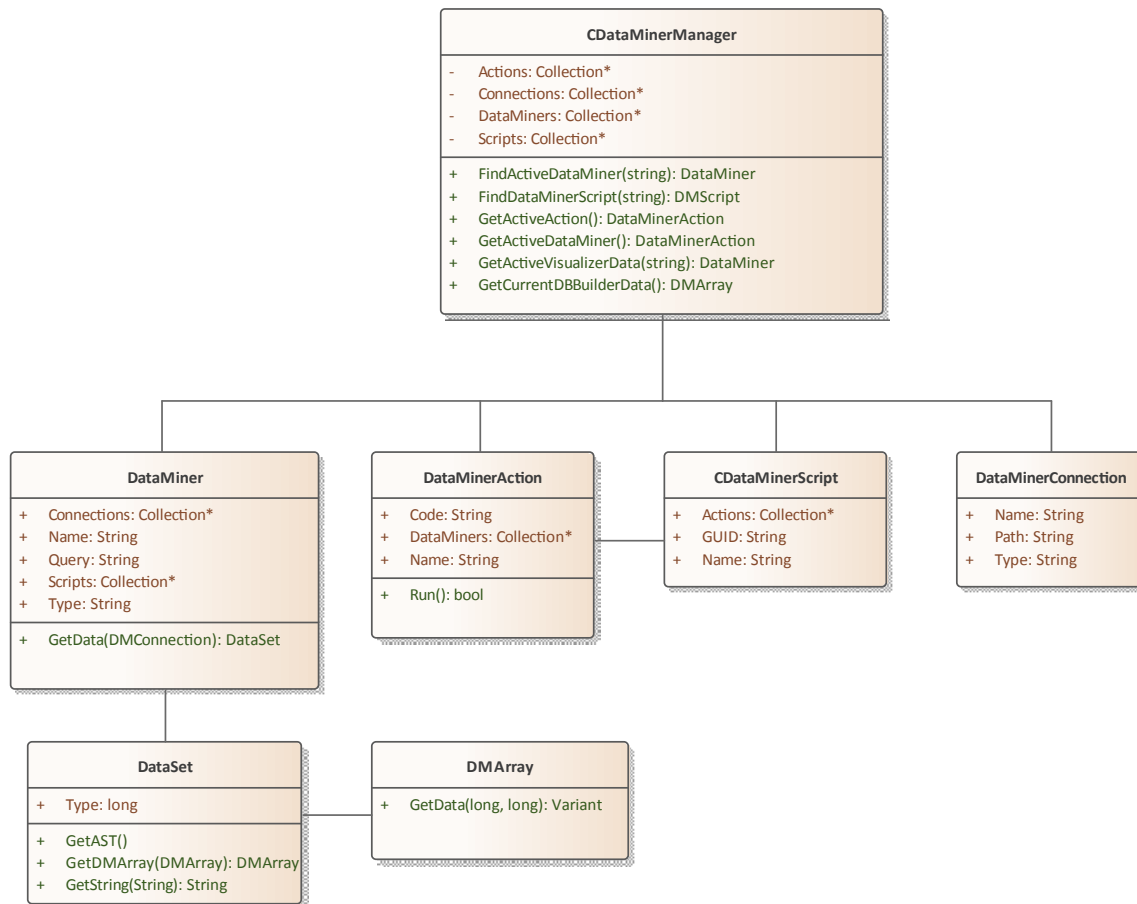 CDataMinerManager
- Actions: Collection*
- Connections: Collection*
- DataMiners: Collection*
- Scripts: Collection*
+ FindActiveDataMiner(string): DataMiner
+ FindDataMinerScript(string): DMScript
+ GetActiveAction(): DataMinerAction
+ GetActiveDataMiner(): DataMinerAction
+ GetActiveVisualizerData(string): DataMiner
+ GetCurrentDBBuilderData(): DMArray
DataMiner
+ Connections: Collection*
+ Name: String
+ Query: String
+ Scripts: Collection*
+ Type: String
+ GetData(DMConnection): DataSet
DataMinerAction
+ Code: String
+ DataMiners: Collection*
+ Name: String
+ Run(): bool
CDataMinerScript
+ Actions: Collection*
+ GUID: String
+ Name: String
DataMinerConnection
+ Name: String
+ Path: String
+ Type: String
DataSet
+ Type: long
+ GetAST()
+ GetDMArray(DMArray): DMArray
+ GetString(String): String
DMArray
+ GetData(long, long): Variant